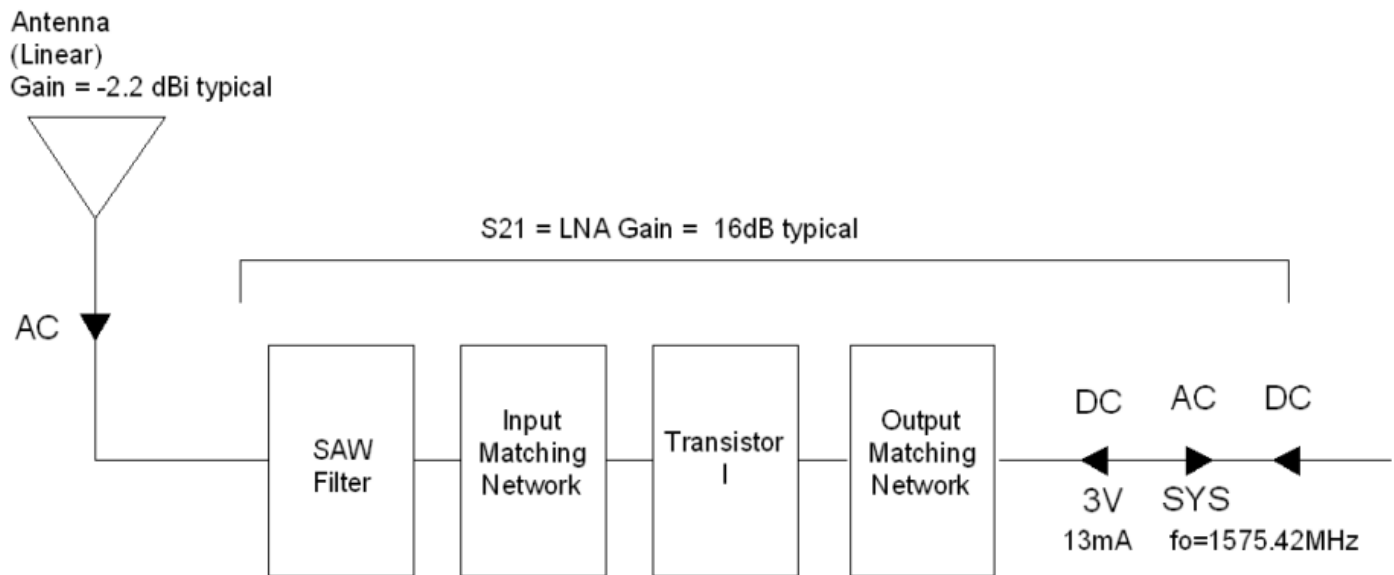 Antenna
(Linear)
Gain = -2.2 dBi typical
S21 = LNA Gain =  16dB typical
AC
SAW
Filter
Input
Matching
Network
Transistor
I
Output
Matching
Network
DC AC DC
3V SYS
13mA fo=1575.42MHz